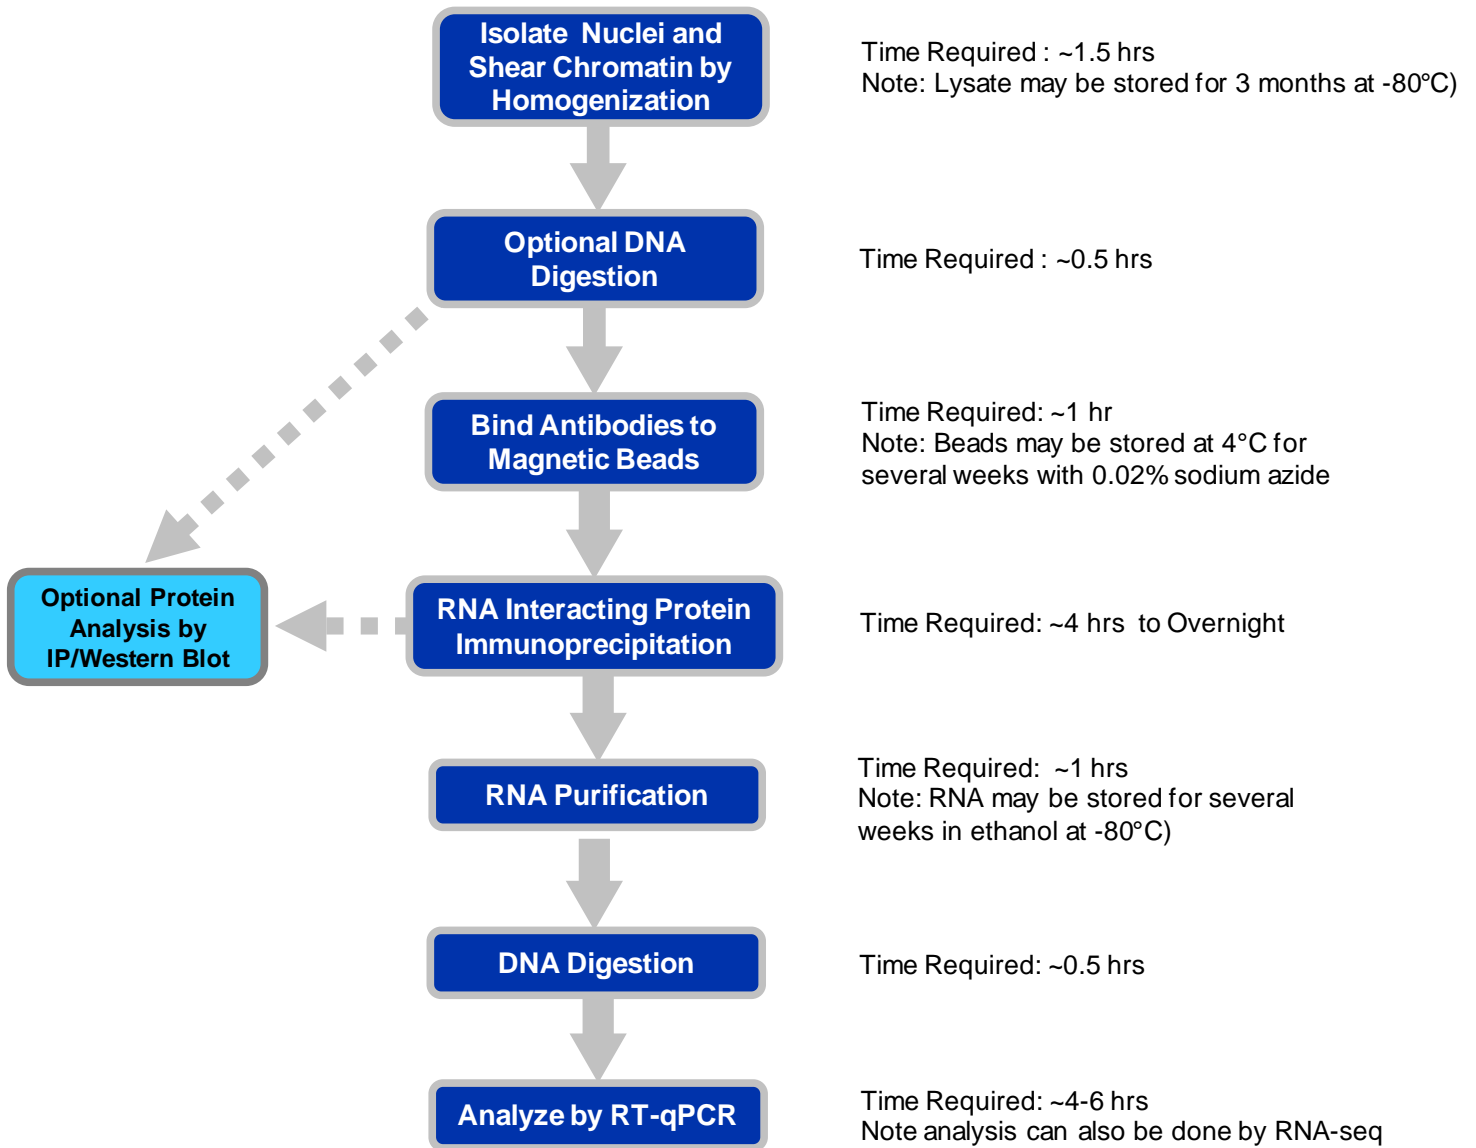 Isolate Nuclei and
Shear Chromatin by
Homogenization
Time Required : ~1.5 hrs
Note: Lysate may be stored for 3 months at -80°C)
Optional DNA
Digestion
Time Required : ~0.5 hrs
Bind Antibodies to
Magnetic Beads
Time Required: ~1 hr
Note: Beads may be stored at 4°C for
several weeks with 0.02% sodium azide
Optional Protein
Analysis by
IP/Western Blot
RNA Interacting Protein
Immunoprecipitation
Time Required: ~4 hrs to Overnight
RNA Purification
Time Required: ~1 hrs
Note: RNA may be stored for several
weeks in ethanol at -80°C)
DNA Digestion
Time Required: ~0.5 hrs
Analyze by RT-qPCR
Time Required: ~4-6 hrs
Note analysis can also be done by RNA-seq